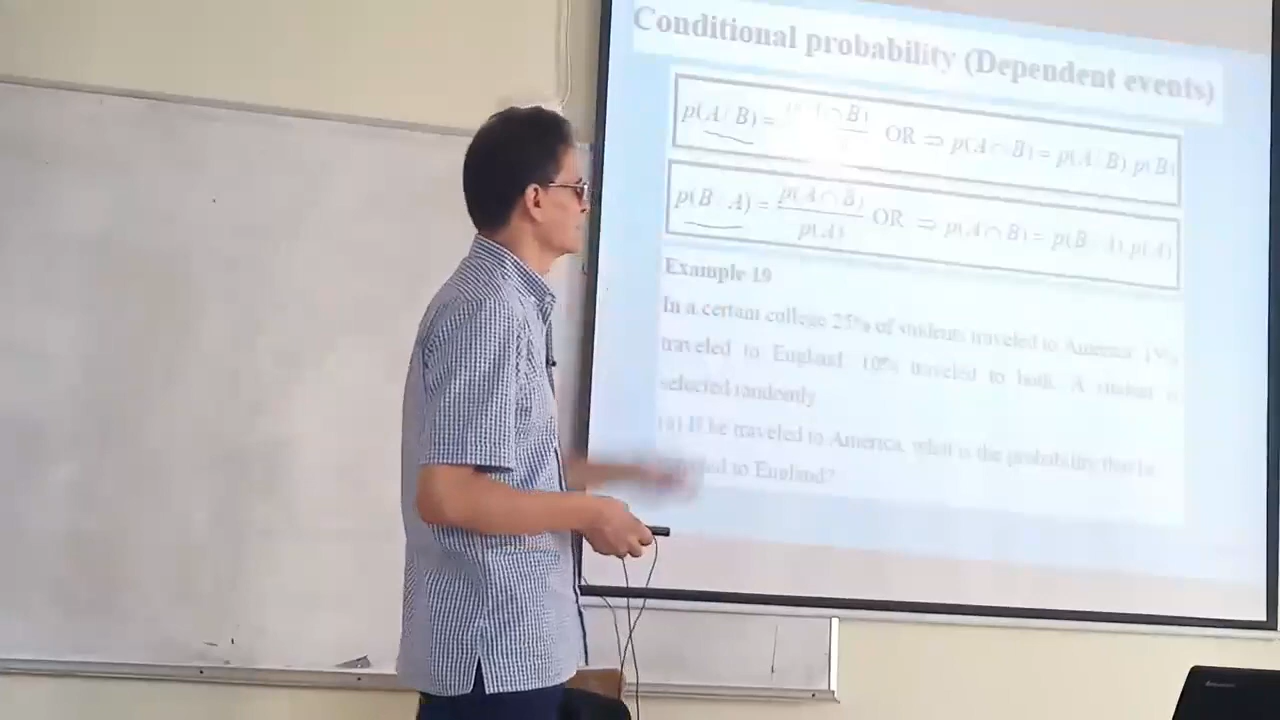 Conditional probability (Dependent events)
p(A/B) = p(A∩B) OR ⇒ p(A∩B) = p(A/B).p(B)
p(B/A) = p(A∩B)/p(A) OR ⇒ p(A∩B) = p(B/A).p(A)
Example 19
In a certain college 25% of students traveled to America
traveled to England 10% traveled to both. A student
selected randomly
(a) If he traveled to America, what is the probability that he
to England?